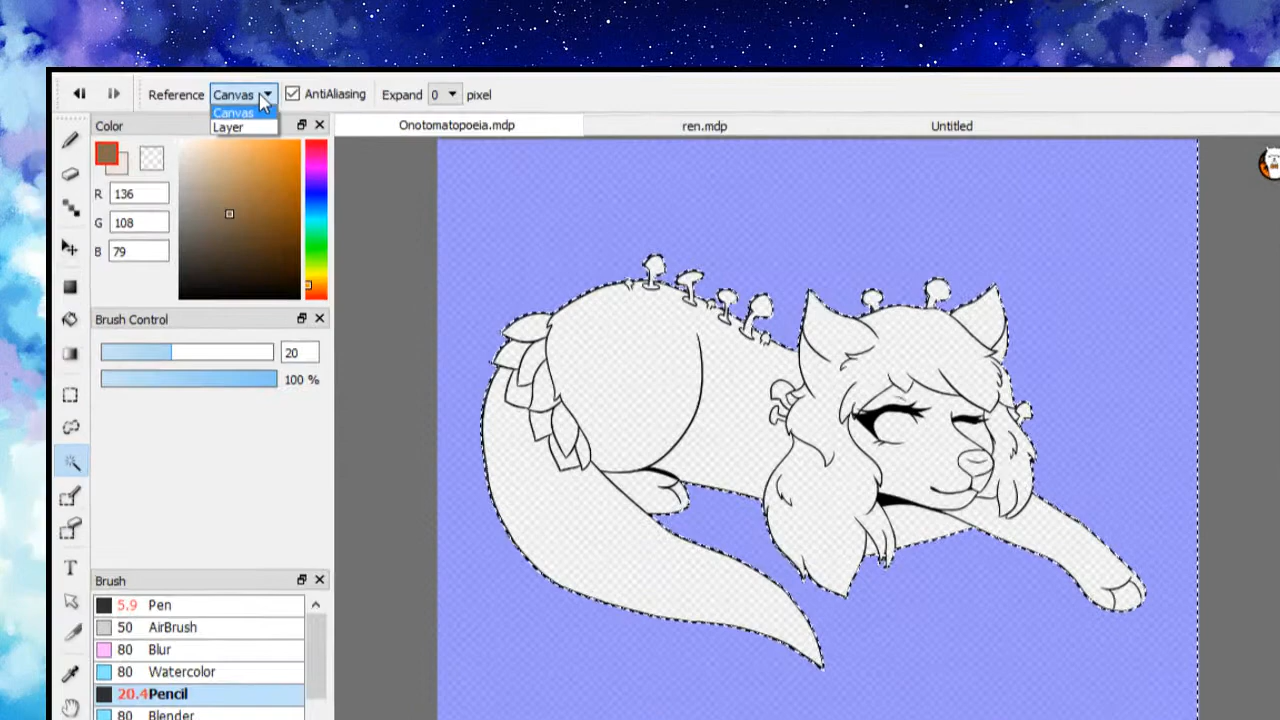 Reference Canvas AntiAliasing Expand 0 pixel
Canvas
Layer
Color
Onotomatopoeia.mdp ren.mdp Untitled
R 136
G 108
B 79
Brush Control
20
100 %
T
Brush
5.9 Pen
50 AirBrush
80 Blur
80 Watercolor
20.4 Pencil
80 Blender